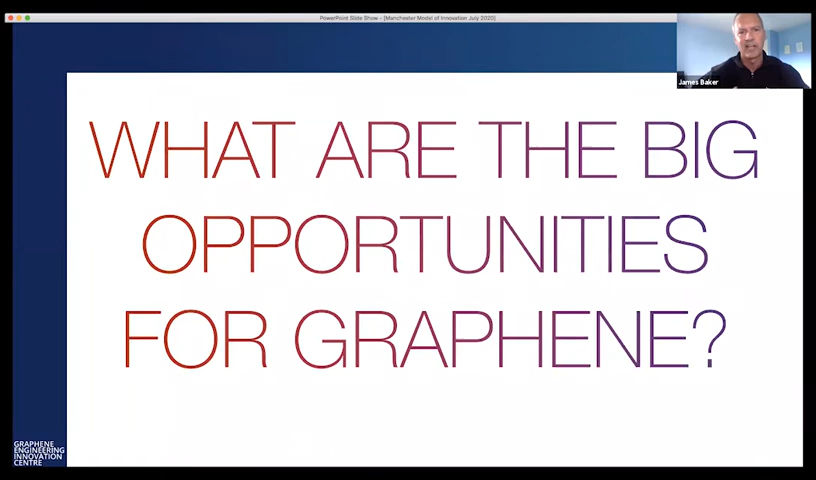 PowerPoint Slide Show - [Manchester Model of Innovation July 2020]
James Baker
WHAT ARE THE BIG
OPPORTUNITIES
FOR GRAPHENE?
GRAPHENE
ENGINEERING
INNOVATION
CENTRE